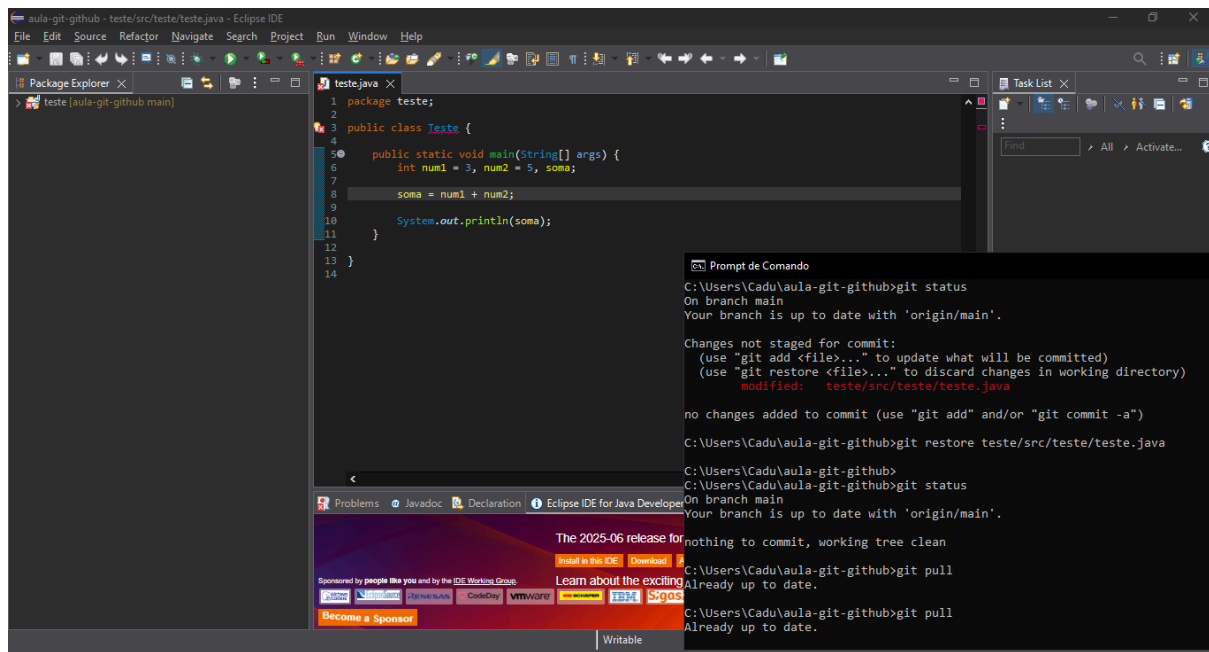 aula-git-github - teste/src/teste/teste.java - Eclipse IDE
File Edit Source Refactor Navigate Search Project Run Window Help
Package Explorer
teste [aula-git-github main]
teste.java
1 package teste;
2
3 public class Teste {
4
5 public static void main(String[] args) {
6 int num1 = 3, num2 = 5, soma;
7
8 soma = num1 + num2;
9
10 System.out.println(soma);
11 }
12
13 }
14
Task List
Find
All
Activate...
Problems
Javadoc
Declaration
Eclipse IDE for Java Developer
The 2025-06 release for
Install in this IDE
Download
Learn about the exciting
Sponsored by people like you and by the IDE Working Group.
RENESAS
CodeDay
vmware
IBM
Become a Sponsor
Writable
Prompt de Comando
C:\Users\Cadu\aula-git-github>git status
On branch main
Your branch is up to date with 'origin/main'.
Changes not staged for commit:
(use "git add <file>..." to update what will be committed)
(use "git restore <file>..." to discard changes in working directory)
modified: teste/src/teste/teste.java
no changes added to commit (use "git add" and/or "git commit -a")
C:\Users\Cadu\aula-git-github>git restore teste/src/teste/teste.java
C:\Users\Cadu\aula-git-github>
C:\Users\Cadu\aula-git-github>git status
On branch main
Your branch is up to date with 'origin/main'.
nothing to commit, working tree clean
C:\Users\Cadu\aula-git-github>git pull
Already up to date.
C:\Users\Cadu\aula-git-github>git pull
Already up to date.